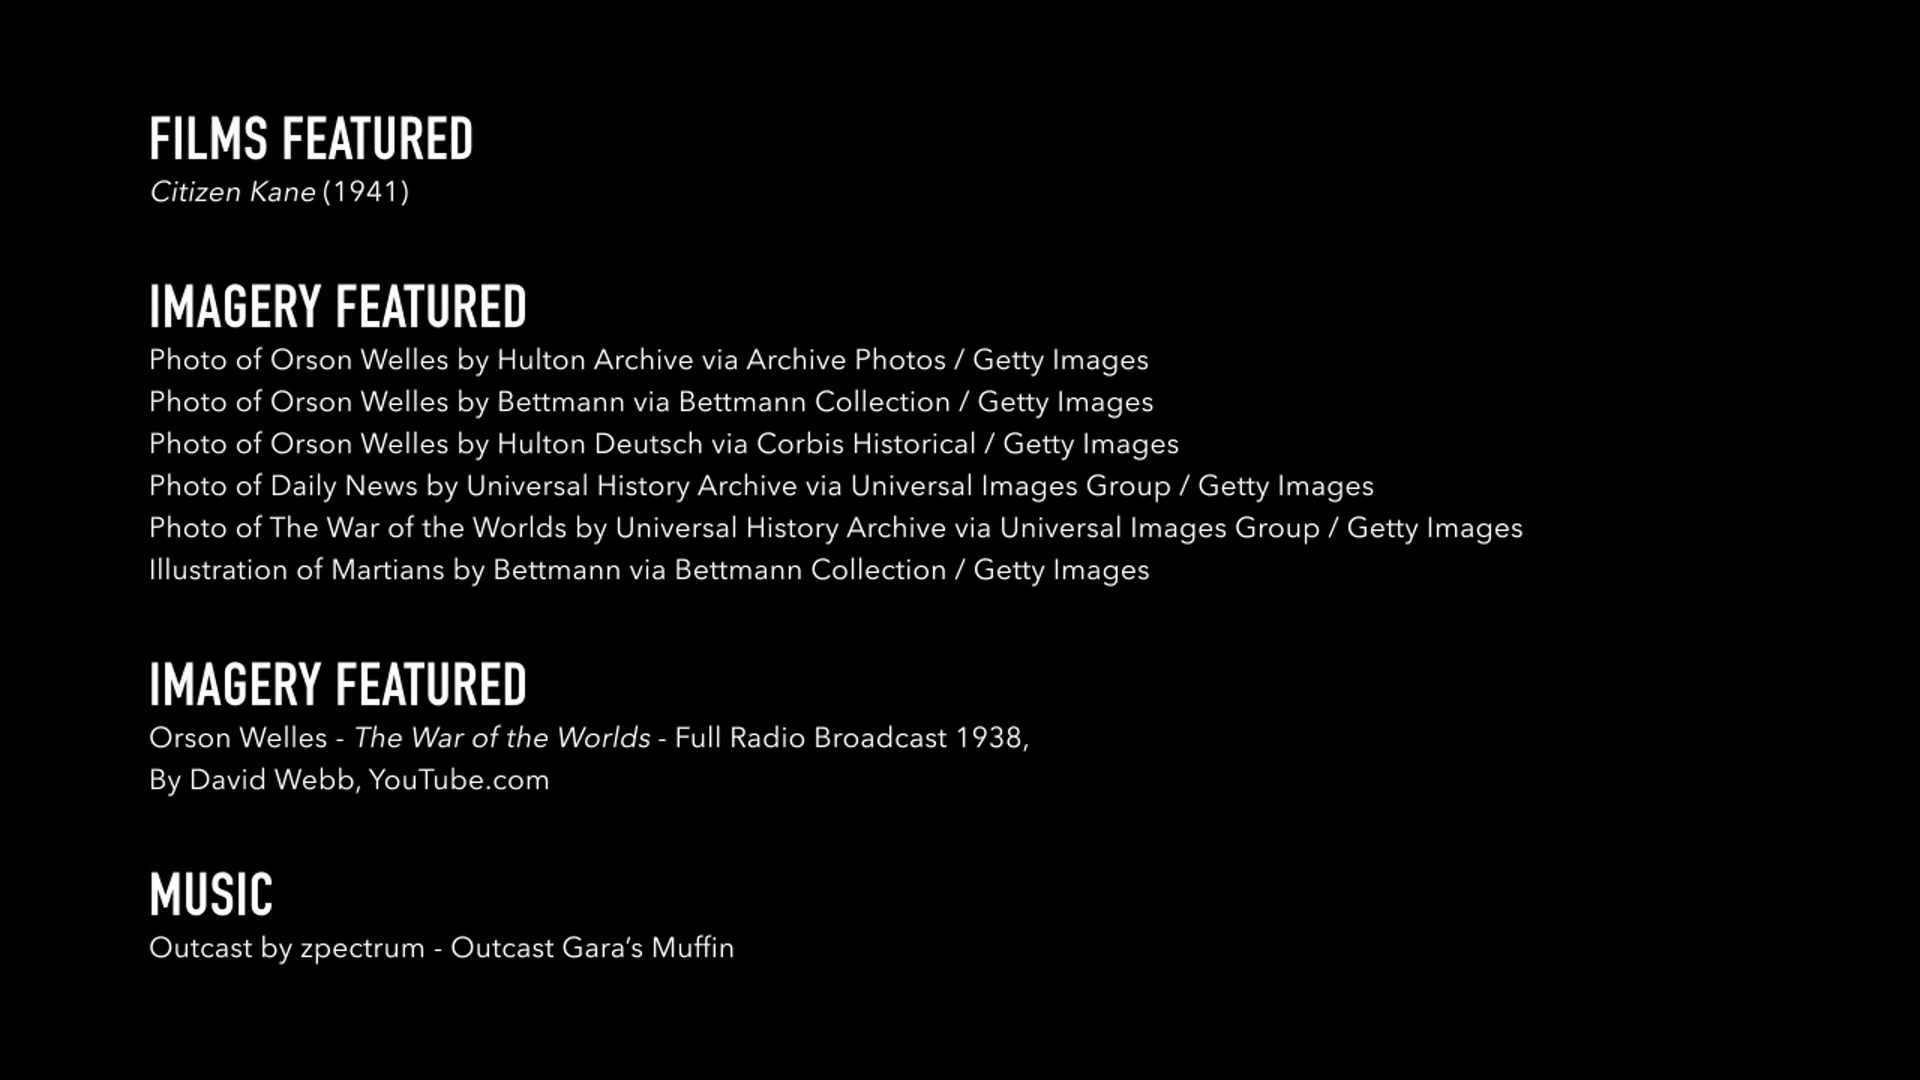 FILMS FEATURED
Citizen Kane (1941)
IMAGERY FEATURED
Photo of Orson Welles by Hulton Archive via Archive Photos / Getty Images
Photo of Orson Welles by Bettmann via Bettmann Collection / Getty Images
Photo of Orson Welles by Hulton Deutsch via Corbis Historical / Getty Images
Photo of Daily News by Universal History Archive via Universal Images Group / Getty Images
Photo of The War of the Worlds by Universal History Archive via Universal Images Group / Getty Images
Illustration of Martians by Bettmann via Bettmann Collection / Getty Images
IMAGERY FEATURED
Orson Welles - The War of the Worlds - Full Radio Broadcast 1938,
By David Webb, YouTube.com
MUSIC
Outcast by zpectrum - Outcast Gara’s Muffin